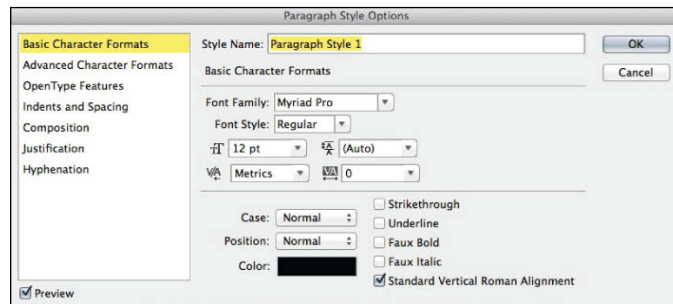 Paragraph Style Options
Basic Character Formats
Advanced Character Formats
OpenType Features
Indents and Spacing
Composition
Justification
Hyphenation
Preview
Style Name: Paragraph Style 1
Basic Character Formats
Font Family: Myriad Pro
Font Style: Regular
12 pt (Auto)
Metrics 0
Case: Normal
Position: Normal
Color:
Strikethrough
Underline
Faux Bold
Faux Italic
Standard Vertical Roman Alignment
OK
Cancel